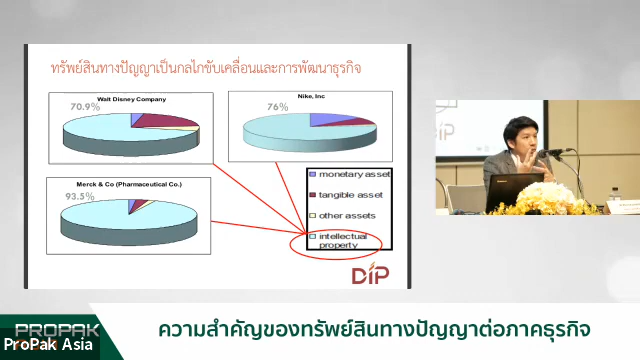 ทรัพย์สินทางปัญญาเป็นกลไกขับเคลื่อนและการพัฒนาธุรกิจ
Walt Disney Company
70.9%
Nike, Inc
76%
Merck & Co (Pharmaceutical Co.)
93.5%
monetary asset
tangible asset
other assets
intellectual
property
DIP
DIP
PROPAK
ProPak Asia
ความสำคัญของทรัพย์สินทางปัญญาต่อภาคธุรกิจ